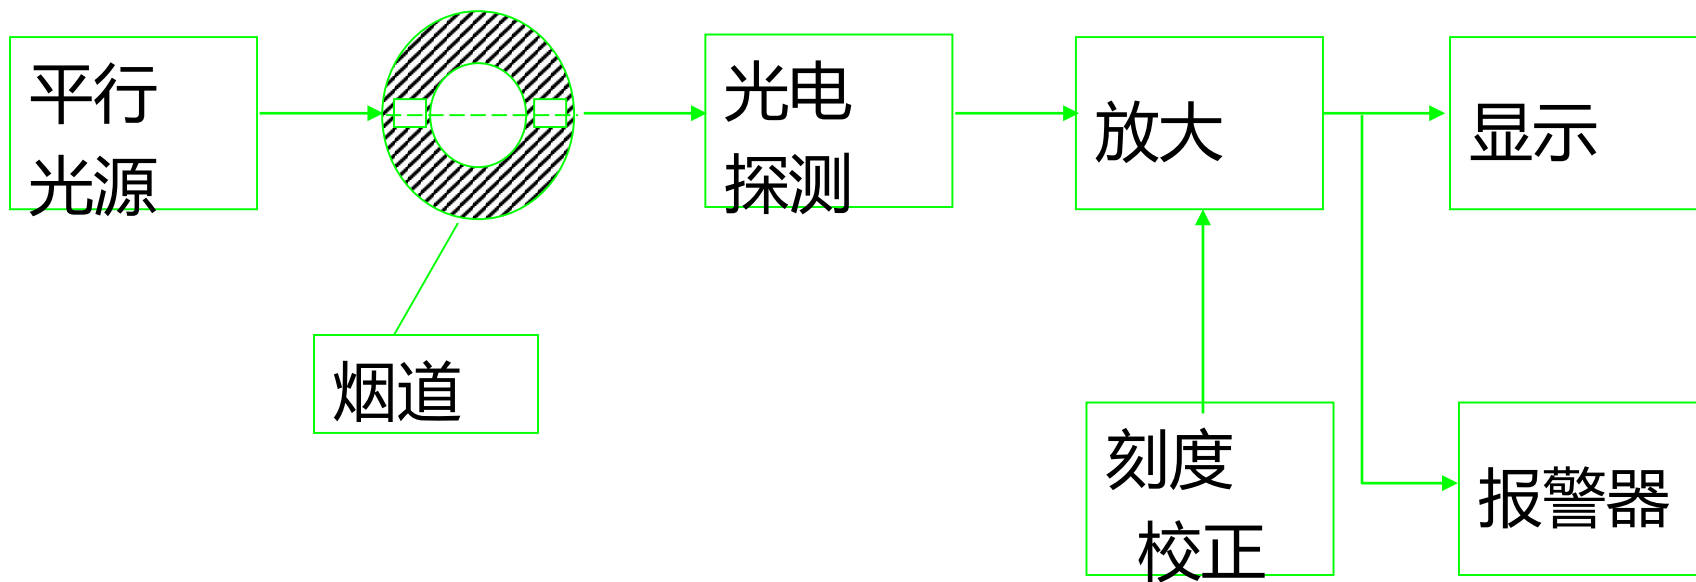 平行
光源
光电
探测
放大
显示
烟道
刻度
校正
报警器